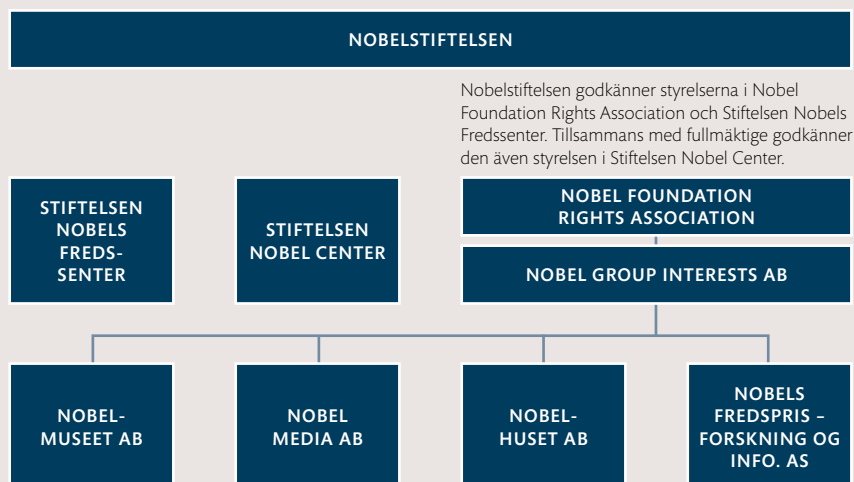 NOBELSTIFTELSEN
Nobelstiftelsen godkänner styrelserna i Nobel
Foundation Rights Association och Stiftelsen Nobels
Fredssenter. Tillsammans med fullmäktige godkänner
den även styrelsen i Stiftelsen Nobel Center.
STIFTELSEN
NOBELS
FREDS-
SENTER
STIFTELSEN
NOBEL CENTER
NOBEL FOUNDATION
RIGHTS ASSOCIATION
NOBEL GROUP INTERESTS AB
NOBEL-
MUSEET AB
NOBEL
MEDIA AB
NOBEL-
HUSET AB
NOBELS
FREDSPRIS –
FORSKNING OG
INFO. AS